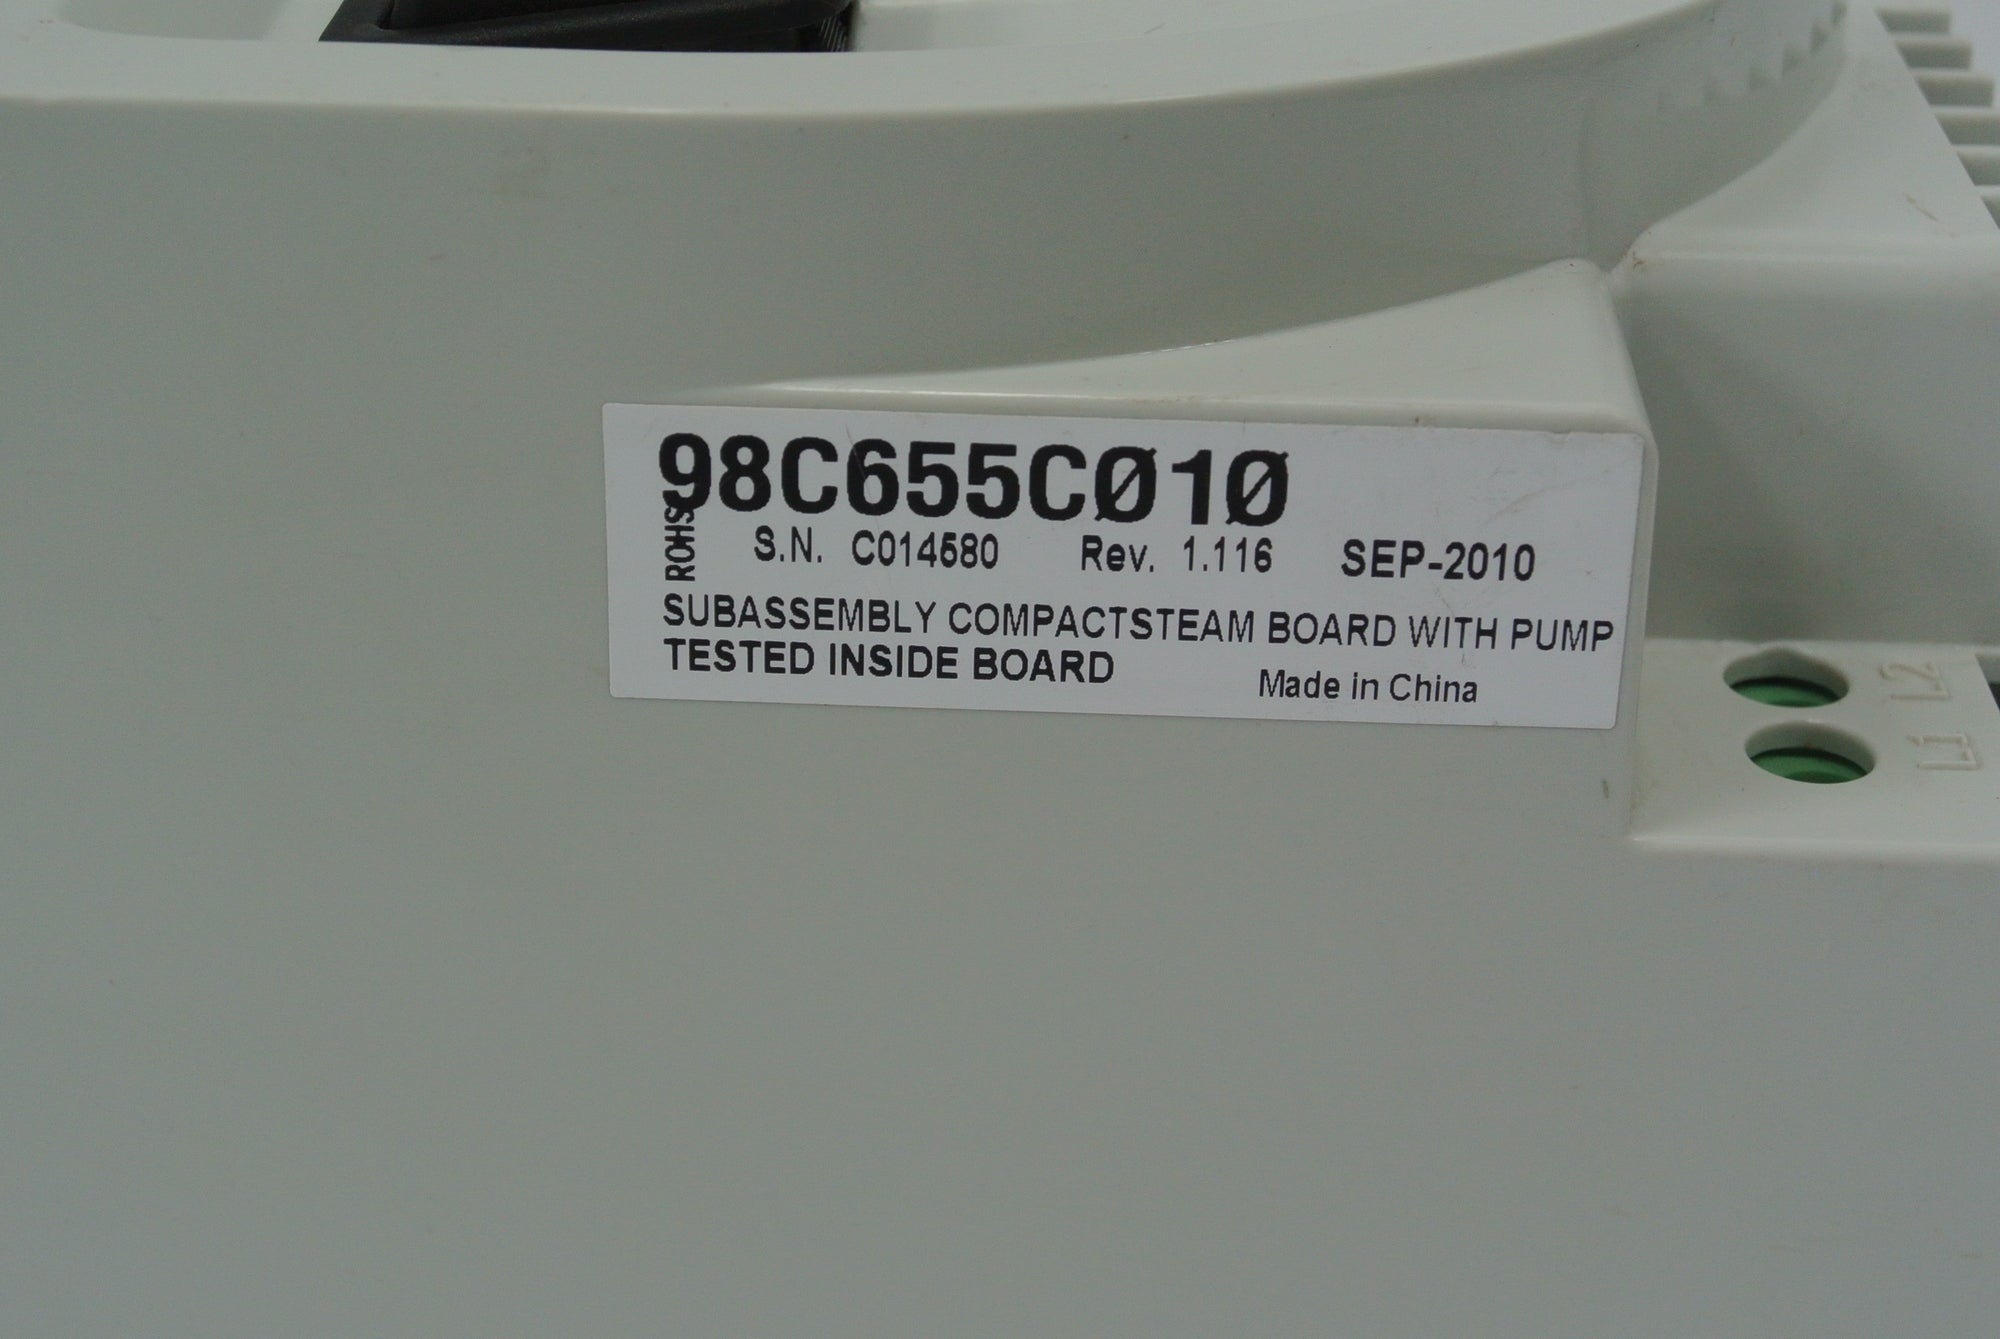 98C655CØ1Ø
ROHS
S.N. C014580 Rev. 1.116 SEP-2010
SUBASSEMBLY COMPACTSTEAM BOARD WITH PUMP
TESTED INSIDE BOARD
Made in China
L2
L1